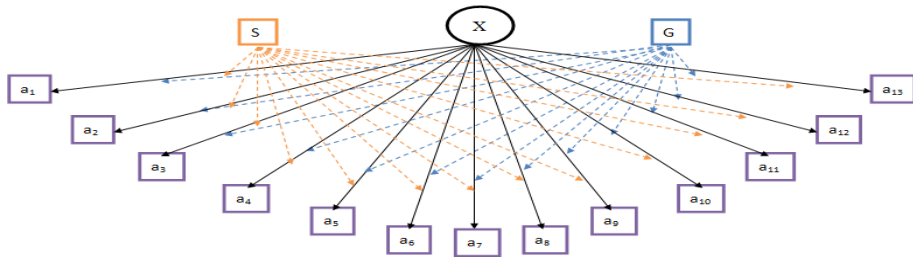 S X G
a₁ a₁₃
a₂ a₁₂
a₃ a₁₁
a₄ a₁₀
a₅ a₉
a₆ a₇ a₈